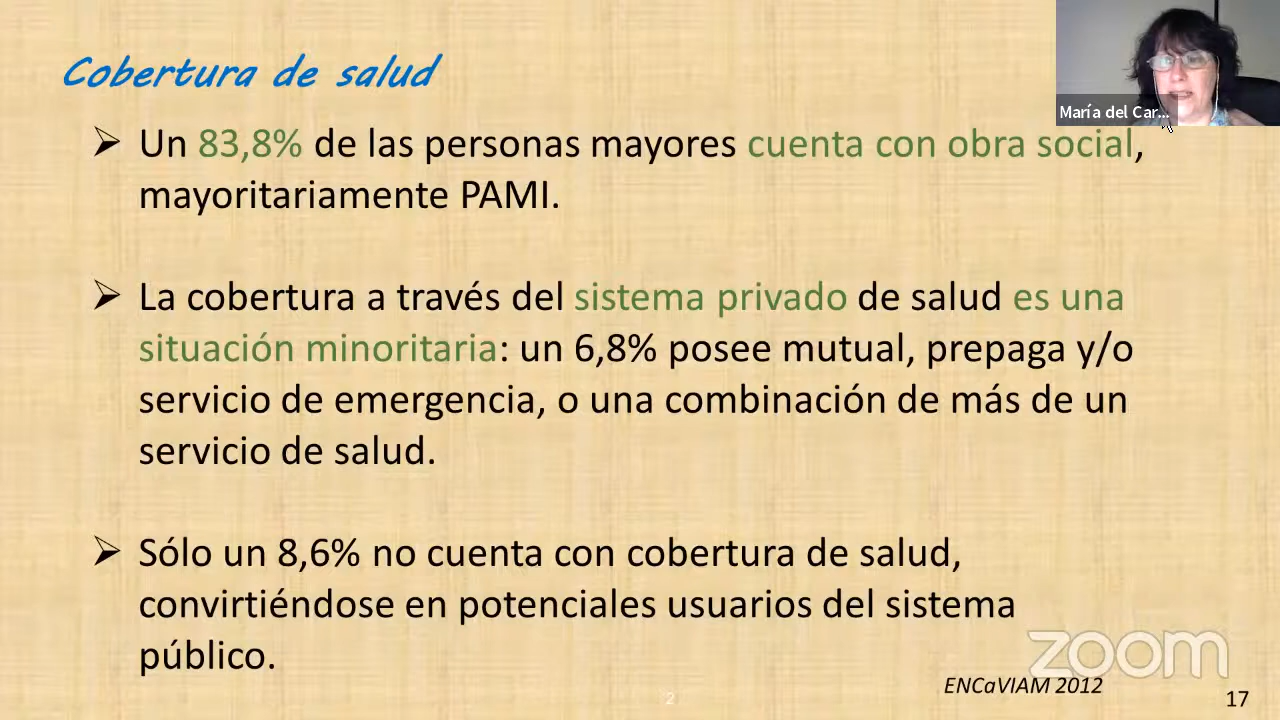 Cobertura de salud
María del Car...
➢ Un 83,8% de las personas mayores cuenta con obra social,
mayoritariamente PAMI.
➢ La cobertura a través del sistema privado de salud es una
situación minoritaria: un 6,8% posee mutual, prepaga y/o
servicio de emergencia, o una combinación de más de un
servicio de salud.
➢ Sólo un 8,6% no cuenta con cobertura de salud,
convirtiéndose en potenciales usuarios del sistema
público.
zoom
ENCaVIAM 2012
2
17